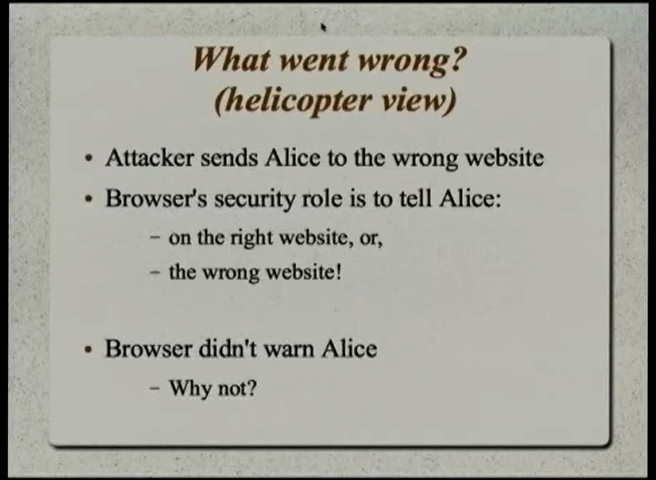 What went wrong?
(helicopter view)
• Attacker sends Alice to the wrong website
• Browser's security role is to tell Alice:
– on the right website, or,
– the wrong website!
• Browser didn't warn Alice
– Why not?